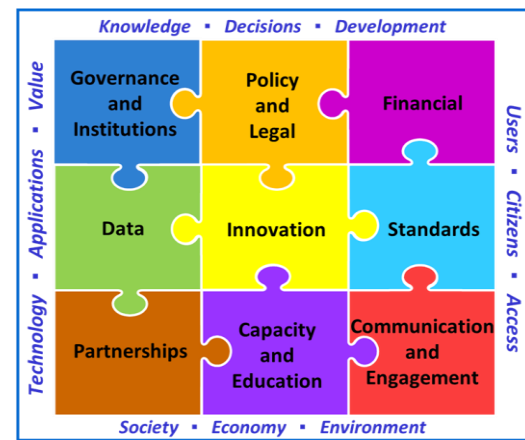 Knowledge ▪ Decisions ▪ Development
Technology ▪ Applications ▪ Value
Governance
and
Institutions
Policy
and
Legal
Financial
Data
Innovation
Standards
Partnerships
Capacity
and
Education
Communication
and
Engagement
Users ▪ Citizens ▪ Access
Society ▪ Economy ▪ Environment